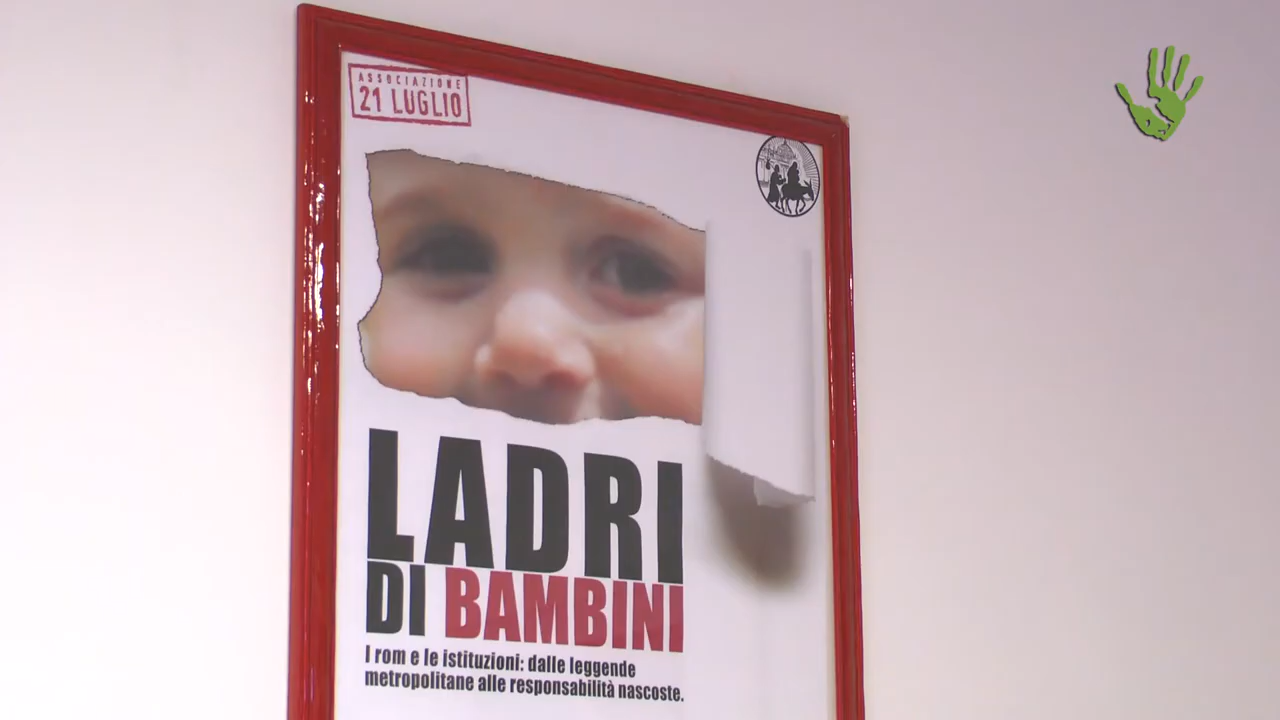 ASSOCIAZIONE
21 LUGLIO
LADRI
DI BAMBINI
I rom e le istituzioni: dalle leggende
metropolitane alle responsabilità nascoste.